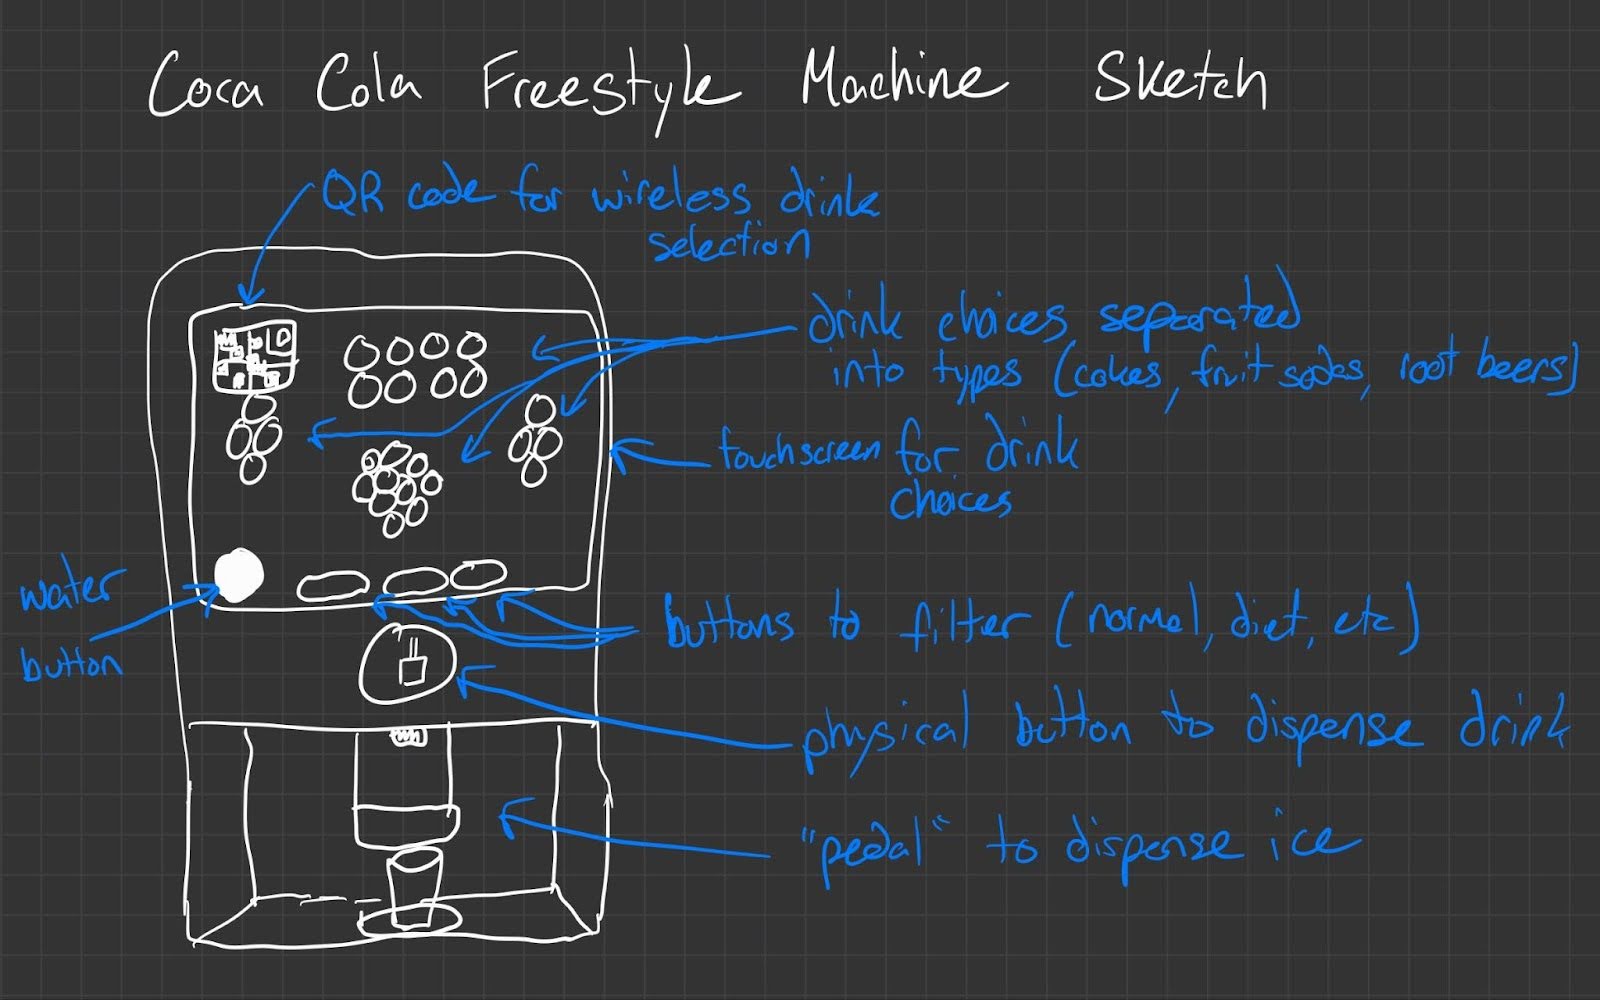 Coca Cola Freestyle Machine Sketch
QR code for wireless drink
selection
drink choices separated
into types (cokes, fruit sodas, root beers)
touchscreen for drink
choices
water
button
buttons to filter (normal, diet, etc)
physical button to dispense drink
"pedal" to dispense ice